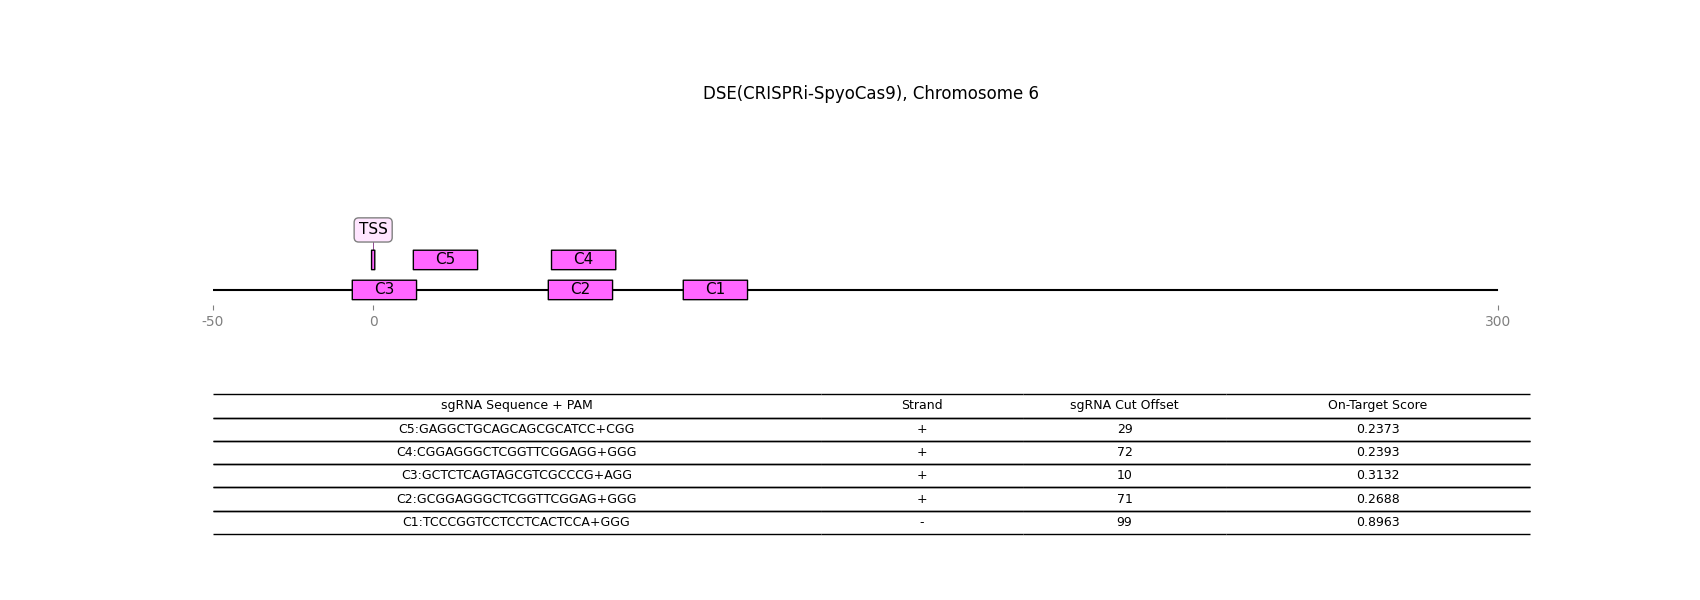 DSE(CRISPRi-SpyoCas9), Chromosome 6
TSS
C5 C4
C3 C2 C1
-50 0 300
sgRNA Sequence + PAM Strand sgRNA Cut Offset On-Target Score
C5:GAGGCTGCAGCAGCGCATCC+CGG + 29 0.2373
C4:CGGAGGGCTCGGTTCGGAGG+GGG + 72 0.2393
C3:GCTCTCAGTAGCGTCGCCCG+AGG + 10 0.3132
C2:GCGGAGGGCTCGGTTCGGAG+GGG + 71 0.2688
C1:TCCCGGTCCTCCTCACTCCA+GGG - 99 0.8963